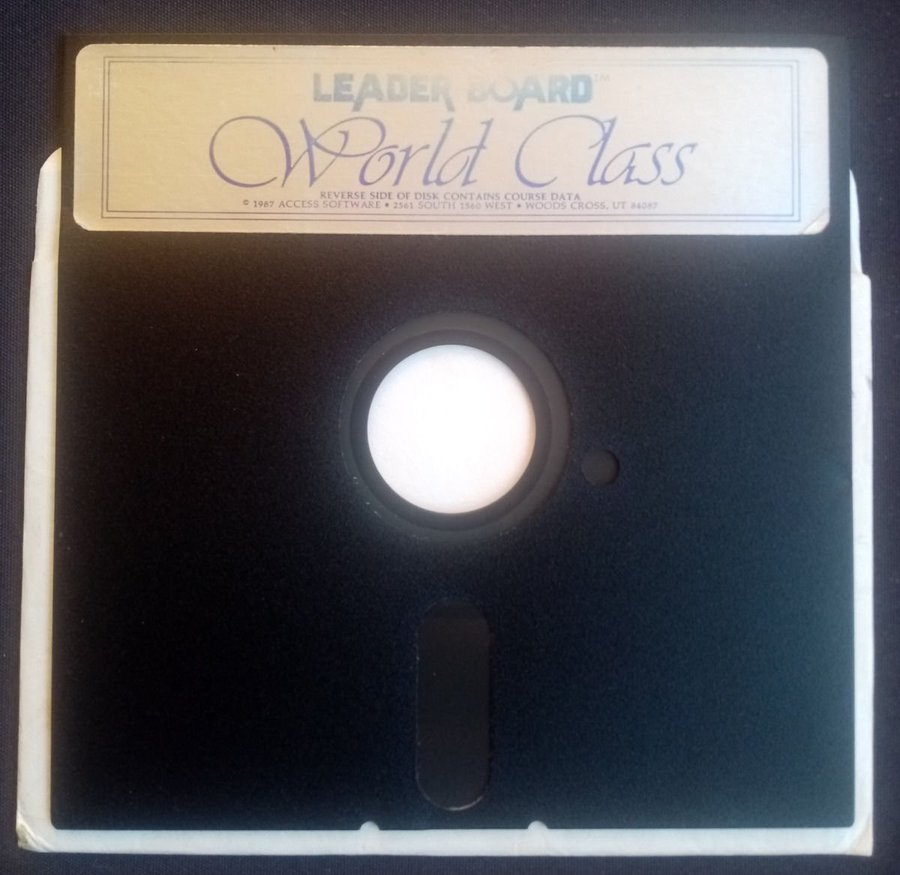 LEADER BOARD™
World Class
REVERSE SIDE OF DISK CONTAINS COURSE DATA
© 1987 ACCESS SOFTWARE • 2561 SOUTH 1560 WEST • WOODS CROSS, UT 84087